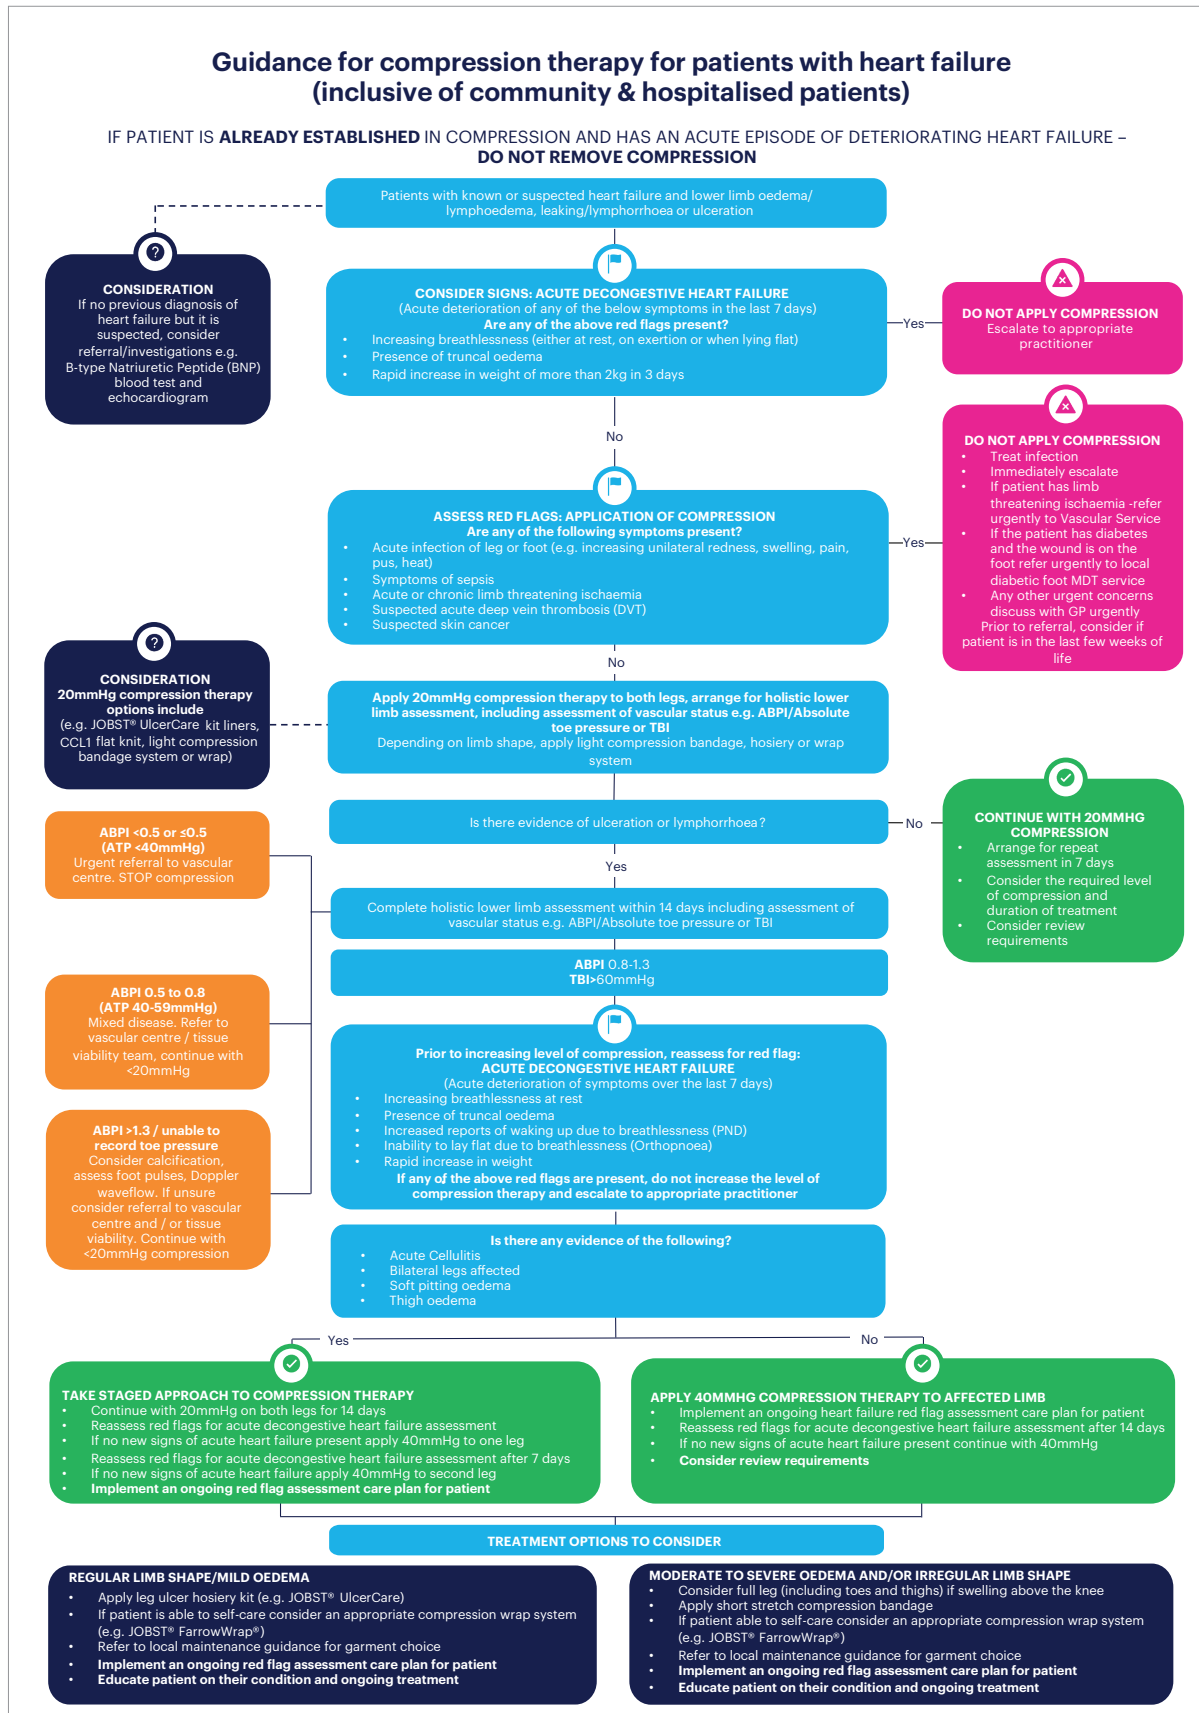 Guidance for compression therapy for patients with heart failure
(inclusive of community & hospitalised patients)
IF PATIENT IS ALREADY ESTABLISHED IN COMPRESSION AND HAS AN ACUTE EPISODE OF DETERIORATING HEART FAILURE –
DO NOT REMOVE COMPRESSION
Patients with known or suspected heart failure and lower limb oedema/
lymphoedema, leaking/lymphorrhoea or ulceration
?
CONSIDERATION
If no previous diagnosis of
heart failure but it is
suspected, consider
referral/investigations e.g.
B-type Natriuretic Peptide (BNP)
blood test and
echocardiogram
CONSIDER SIGNS: ACUTE DECONGESTIVE HEART FAILURE
(Acute deterioration of any of the below symptoms in the last 7 days)
Are any of the above red flags present?
• Increasing breathlessness (either at rest, on exertion or when lying flat)
• Presence of truncal oedema
• Rapid increase in weight of more than 2kg in 3 days
Yes
DO NOT APPLY COMPRESSION
Escalate to appropriate
practitioner
No
ASSESS RED FLAGS: APPLICATION OF COMPRESSION
Are any of the following symptoms present?
• Acute infection of leg or foot (e.g. increasing unilateral redness, swelling, pain,
pus, heat)
• Symptoms of sepsis
• Acute or chronic limb threatening ischaemia
• Suspected acute deep vein thrombosis (DVT)
• Suspected skin cancer
Yes
DO NOT APPLY COMPRESSION
• Treat infection
• Immediately escalate
• If patient has limb
threatening ischaemia -refer
urgently to Vascular Service
• If the patient has diabetes
and the wound is on the
foot refer urgently to local
diabetic foot MDT service
• Any other urgent concerns
discuss with GP urgently
Prior to referral, consider if
patient is in the last few weeks of
life
No
?
CONSIDERATION
20mmHg compression therapy
options include
(e.g. JOBST® UlcerCare kit liners,
CCL1 flat knit, light compression
bandage system or wrap)
Apply 20mmHg compression therapy to both legs, arrange for holistic lower
limb assessment, including assessment of vascular status e.g. ABPI/Absolute
toe pressure or TBI
Depending on limb shape, apply light compression bandage, hosiery or wrap
system
Is there evidence of ulceration or lymphorrhoea?
No
CONTINUE WITH 20MMHG
COMPRESSION
• Arrange for repeat
assessment in 7 days
• Consider the required level
of compression and
duration of treatment
• Consider review
requirements
Yes
Complete holistic lower limb assessment within 14 days including assessment of
vascular status e.g. ABPI/Absolute toe pressure or TBI
ABPI <0.5 or ≤0.5
(ATP <40mmHg)
Urgent referral to vascular
centre. STOP compression
ABPI 0.5 to 0.8
(ATP 40-59mmHg)
Mixed disease. Refer to
vascular centre / tissue
viability team, continue with
<20mmHg
ABPI >1.3 / unable to
record toe pressure
Consider calcification,
assess foot pulses, Doppler
waveflow. If unsure
consider referral to vascular
centre and / or tissue
viability. Continue with
<20mmHg compression
ABPI 0.8-1.3
TBI>60mmHg
Prior to increasing level of compression, reassess for red flag:
ACUTE DECONGESTIVE HEART FAILURE
(Acute deterioration of symptoms over the last 7 days)
• Increasing breathlessness at rest
• Presence of truncal oedema
• Increased reports of waking up due to breathlessness (PND)
• Inability to lay flat due to breathlessness (Orthopnoea)
• Rapid increase in weight
If any of the above red flags are present, do not increase the level of
compression therapy and escalate to appropriate practitioner
Is there any evidence of the following?
• Acute Cellulitis
• Bilateral legs affected
• Soft pitting oedema
• Thigh oedema
Yes
No
TAKE STAGED APPROACH TO COMPRESSION THERAPY
• Continue with 20mmHg on both legs for 14 days
• Reassess red flags for acute decongestive heart failure assessment
• If no new signs of acute heart failure present apply 40mmHg to one leg
• Reassess red flags for acute decongestive heart failure assessment after 7 days
• If no new signs of acute heart failure apply 40mmHg to second leg
• Implement an ongoing red flag assessment care plan for patient
APPLY 40MMHG COMPRESSION THERAPY TO AFFECTED LIMB
• Implement an ongoing heart failure red flag assessment care plan for patient
• Reassess red flags for acute decongestive heart failure assessment after 14 days
• If no new signs of acute heart failure present continue with 40mmHg
• Consider review requirements
TREATMENT OPTIONS TO CONSIDER
REGULAR LIMB SHAPE/MILD OEDEMA
• Apply leg ulcer hosiery kit (e.g. JOBST® UlcerCare)
• If patient is able to self-care consider an appropriate compression wrap system
(e.g. JOBST® FarrowWrap®)
• Refer to local maintenance guidance for garment choice
• Implement an ongoing red flag assessment care plan for patient
• Educate patient on their condition and ongoing treatment
MODERATE TO SEVERE OEDEMA AND/OR IRREGULAR LIMB SHAPE
• Consider full leg (including toes and thighs) if swelling above the knee
• Apply short stretch compression bandage
• If patient able to self-care consider an appropriate compression wrap system
(e.g. JOBST® FarrowWrap®)
• Refer to local maintenance guidance for garment choice
• Implement an ongoing red flag assessment care plan for patient
• Educate patient on their condition and ongoing treatment